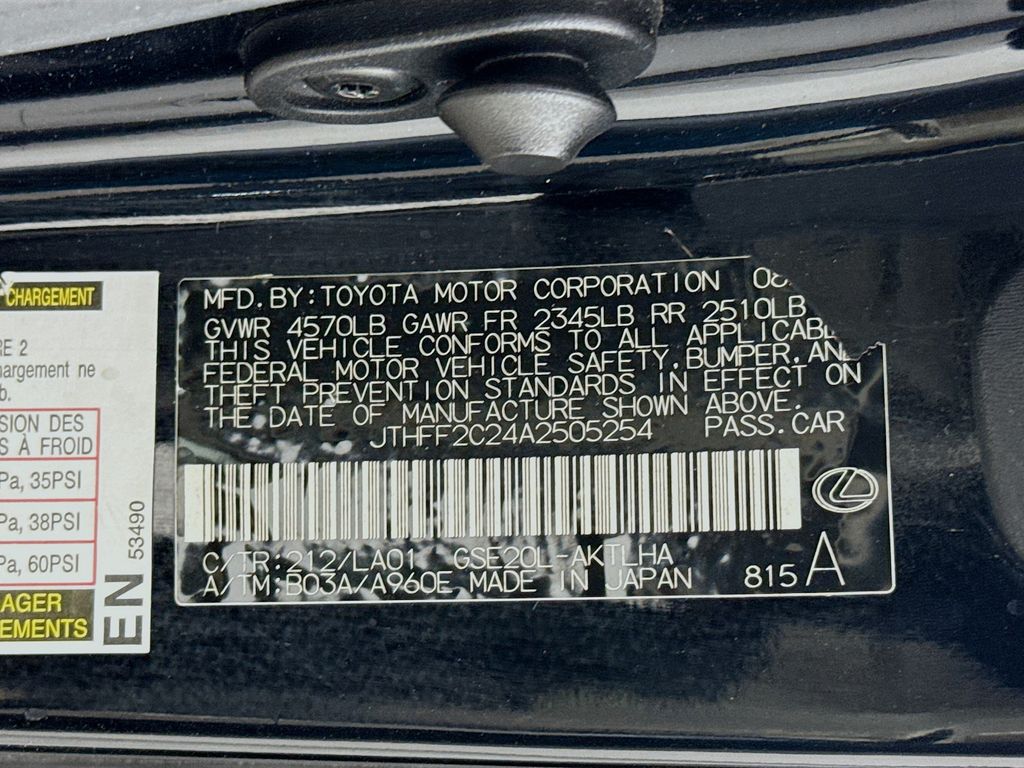 CHARGEMENT
RE 2
hargement ne
b.
SION DES
S À FROID
Pa, 35PSI
Pa, 38PSI
Pa, 60PSI
AGER
EMENTS
53490
EN
MFD.BY:TOYOTA MOTOR CORPORATION 08
GVWR 4570LB GAWR FR 2345LB RR 2510LB
THIS VEHICLE CONFORMS TO ALL APPLICABL
FEDERAL MOTOR VEHICLE SAFETY,BUMPER,AND
THEFT PREVENTION STANDARDS IN EFFECT ON
THE DATE OF MANUFACTURE SHOWN ABOVE.
JTHFF2C24A2505254 PASS.CAR
C/TR:212/LA01 GSE20L-AKTLHA
A/TM:B03A/A960E MADE IN JAPAN 815 A